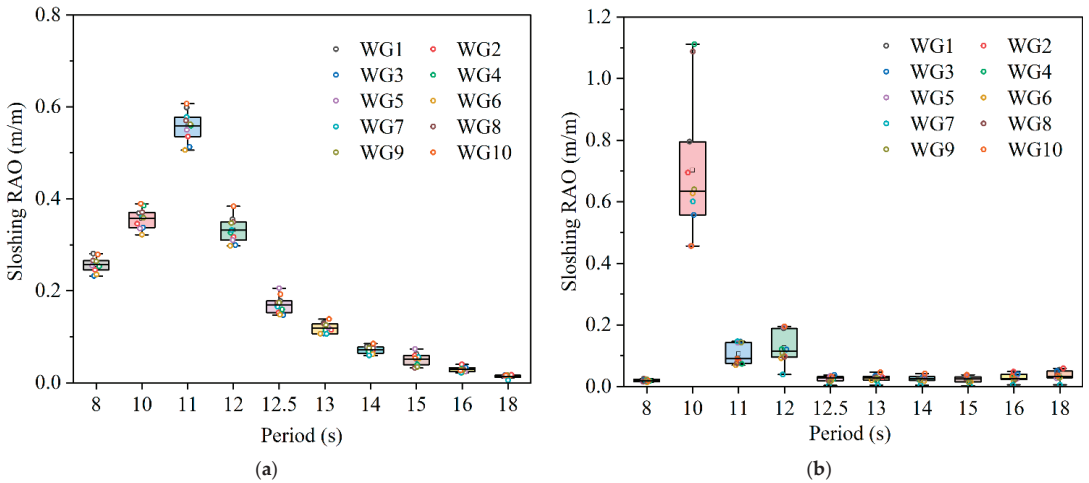 0.8
0.6
0.4
0.2
0.0
Sloshing RAO (m/m)
WG1 WG2
WG3 WG4
WG5 WG6
WG7 WG8
WG9 WG10
8 10 11 12 12.5 13 14 15 16 18
Period (s)
(a)
1.2
1.0
0.8
0.6
0.4
0.2
0.0
Sloshing RAO (m/m)
WG1 WG2
WG3 WG4
WG5 WG6
WG7 WG8
WG9 WG10
8 10 11 12 12.5 13 14 15 16 18
Period (s)
(b)